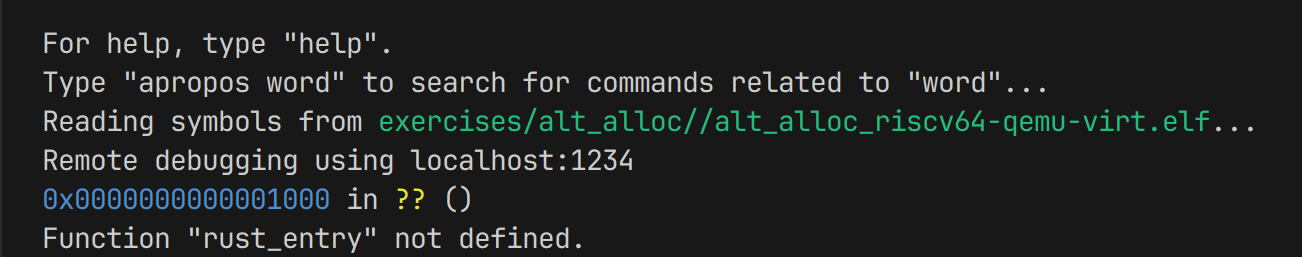 For help, type "help".
Type "apropos word" to search for commands related to "word"...
Reading symbols from exercises/alt_alloc//alt_alloc_riscv64-qemu-virt.elf...
Remote debugging using localhost:1234
0x0000000000001000 in ?? ()
Function "rust_entry" not defined.